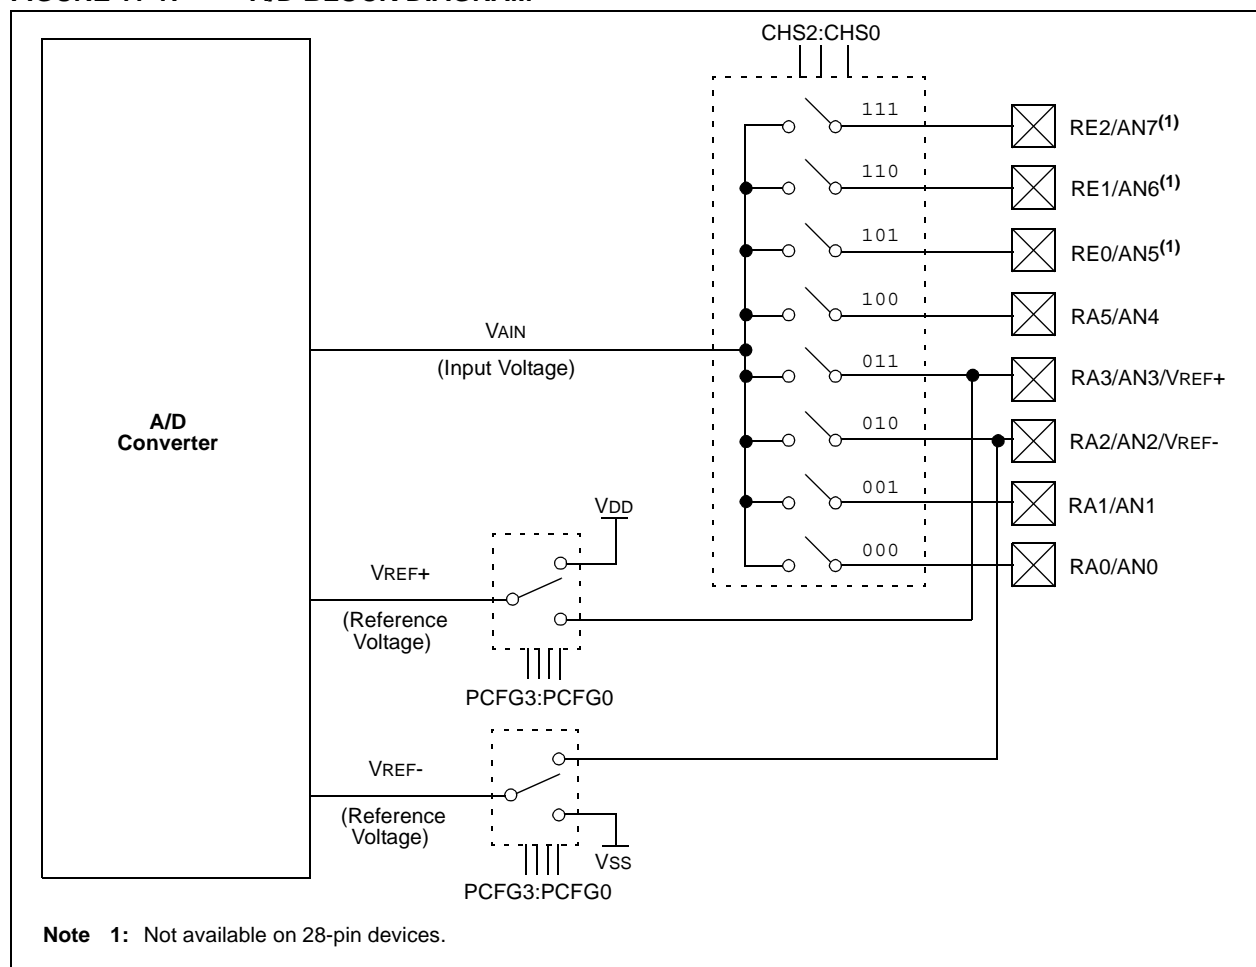 CHS2:CHS0
111
RE2/AN7(1)
110
RE1/AN6(1)
101
RE0/AN5(1)
100
RA5/AN4
VAIN
(Input Voltage)
011
RA3/AN3/VREF+
A/D
Converter
010
RA2/AN2/VREF-
001
RA1/AN1
VDD
000
RA0/AN0
VREF+
(Reference
Voltage)
PCFG3:PCFG0
VREF-
(Reference
Voltage)
VSS
PCFG3:PCFG0
Note 1: Not available on 28-pin devices.